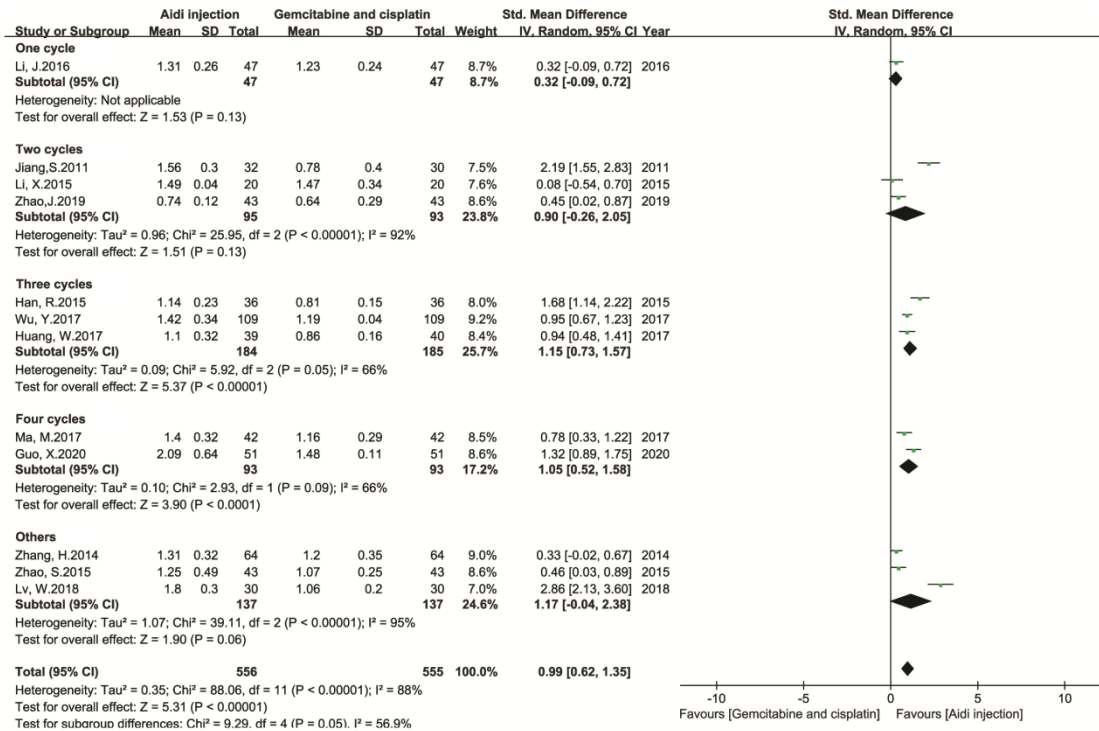 Aidi injection Gemcitabine and cisplatin Std. Mean Difference Std. Mean Difference
Study or Subgroup Mean SD Total Mean SD Total Weight IV, Random, 95% CI Year IV, Random, 95% CI
One cycle
Li, J.2016 1.31 0.26 47 1.23 0.24 47 8.7% 0.32 [-0.09, 0.72] 2016
Subtotal (95% CI) 47 47 8.7% 0.32 [-0.09, 0.72]
Heterogeneity: Not applicable
Test for overall effect: Z = 1.53 (P = 0.13)
Two cycles
Jiang,S.2011 1.56 0.3 32 0.78 0.4 30 7.5% 2.19 [1.55, 2.83] 2011
Li, X.2015 1.49 0.04 20 1.47 0.34 20 7.6% 0.08 [-0.54, 0.70] 2015
Zhao,J.2019 0.74 0.12 43 0.64 0.29 43 8.6% 0.45 [0.02, 0.87] 2019
Subtotal (95% CI) 95 93 23.8% 0.90 [-0.26, 2.05]
Heterogeneity: Tau² = 0.96; Chi² = 25.95, df = 2 (P < 0.00001); I² = 92%
Test for overall effect: Z = 1.51 (P = 0.13)
Three cycles
Han, R.2015 1.14 0.23 36 0.81 0.15 36 8.0% 1.68 [1.14, 2.22] 2015
Wu, Y.2017 1.42 0.34 109 1.19 0.04 109 9.2% 0.95 [0.67, 1.23] 2017
Huang, W.2017 1.1 0.32 39 0.86 0.16 40 8.4% 0.94 [0.48, 1.41] 2017
Subtotal (95% CI) 184 185 25.7% 1.15 [0.73, 1.57]
Heterogeneity: Tau² = 0.09; Chi² = 5.92, df = 2 (P = 0.05); I² = 66%
Test for overall effect: Z = 5.37 (P < 0.00001)
Four cycles
Ma, M.2017 1.4 0.32 42 1.16 0.29 42 8.5% 0.78 [0.33, 1.22] 2017
Guo, X.2020 2.09 0.64 51 1.48 0.11 51 8.6% 1.32 [0.89, 1.75] 2020
Subtotal (95% CI) 93 93 17.2% 1.05 [0.52, 1.58]
Heterogeneity: Tau² = 0.10; Chi² = 2.93, df = 1 (P = 0.09); I² = 66%
Test for overall effect: Z = 3.90 (P < 0.0001)
Others
Zhang, H.2014 1.31 0.32 64 1.2 0.35 64 9.0% 0.33 [-0.02, 0.67] 2014
Zhao, S.2015 1.25 0.49 43 1.07 0.25 43 8.6% 0.46 [0.03, 0.89] 2015
Lv, W.2018 1.8 0.3 30 1.06 0.2 30 7.0% 2.86 [2.13, 3.60] 2018
Subtotal (95% CI) 137 137 24.6% 1.17 [-0.04, 2.38]
Heterogeneity: Tau² = 1.07; Chi² = 39.11, df = 2 (P < 0.00001); I² = 95%
Test for overall effect: Z = 1.90 (P = 0.06)
Total (95% CI) 556 555 100.0% 0.99 [0.62, 1.35]
Heterogeneity: Tau² = 0.35; Chi² = 88.06, df = 11 (P < 0.00001); I² = 88%
Test for overall effect: Z = 5.31 (P < 0.00001)
Test for subgroup differences: Chi² = 9.29, df = 4 (P = 0.05), I² = 56.9%
-10 -5 0 5 10
Favours [Gemcitabine and cisplatin] Favours [Aidi injection]